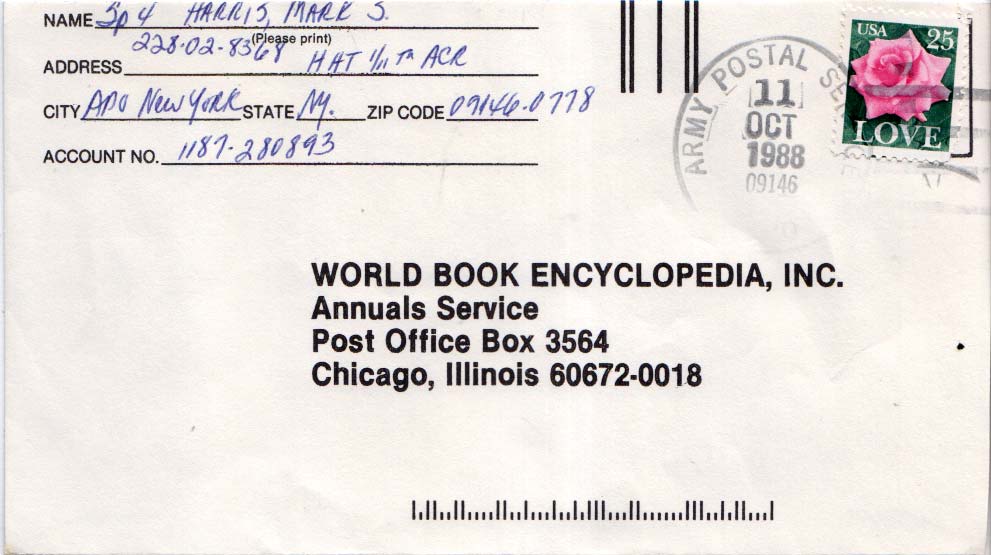 NAME Sp 4 HARRIS, MARK S.
228-02-8368 (Please print)
ADDRESS HHT 1/11 TH ACR
CITY APO New York STATE NY. ZIP CODE 09146-0778
ACCOUNT NO. 1187-280893
USA 25
LOVE
ARMY POSTAL SERVICE
11
OCT
1988
09146
WORLD BOOK ENCYCLOPEDIA, INC.
Annuals Service
Post Office Box 3564
Chicago, Illinois 60672-0018